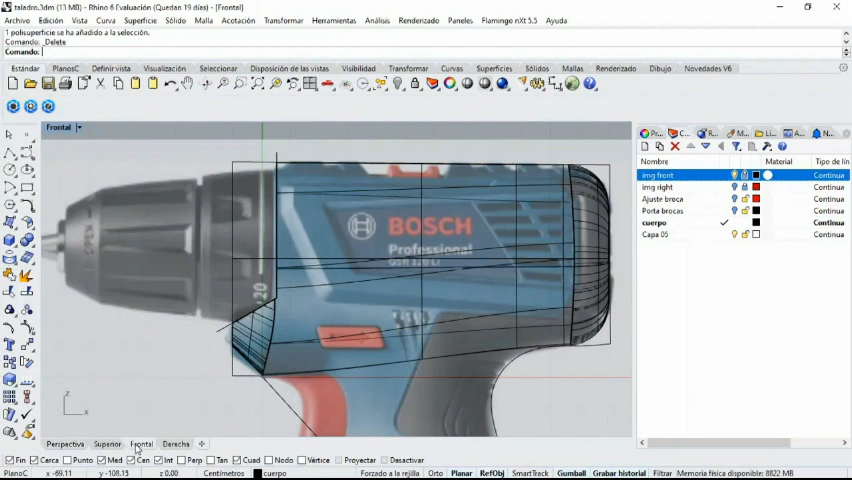 taladro.3dm (2 MB) - Rhino 6 Evaluación (Quedan 19 días) - [Frontal]
Archivo Edición Vista Curva Superficie Sólido Malla Acotación Transformar Herramientas Análisis Renderizado Paneles Flamingo nXt 5.5 Ayuda
1 polisuperficie se ha añadido a la selección.
Comando: _Delete
Comando:
Estándar PlanosC Definir vista Visualización Seleccionar Disposición de las vistas Visibilidad Transformar Curvas Superficies Sólidos Mallas Renderizado Dibujo Novedades V6
Frontal
Pr... C... R... M... Li... A... N...
Nombre Material Tipo de lín
img front Continua
img right Continua
Ajuste broca Continua
Porta brocas Continua
cuerpo Continua
Capa 05 Continua
BOSCH
Professional
20
z
x
Perspectiva Superior Frontal Derecha
Fin Cerca Punto Med Cen Int Perp Tan Cuad Nodo Vértice Proyectar Desactivar
PlanoC x -69.11 y -108.15 z 0.00 Centímetros cuerpo Forzado a la rejilla Orto Planar RefObj SmartTrack Gumball Grabar historial Filtrar Memoria física disponible: 8822 MB